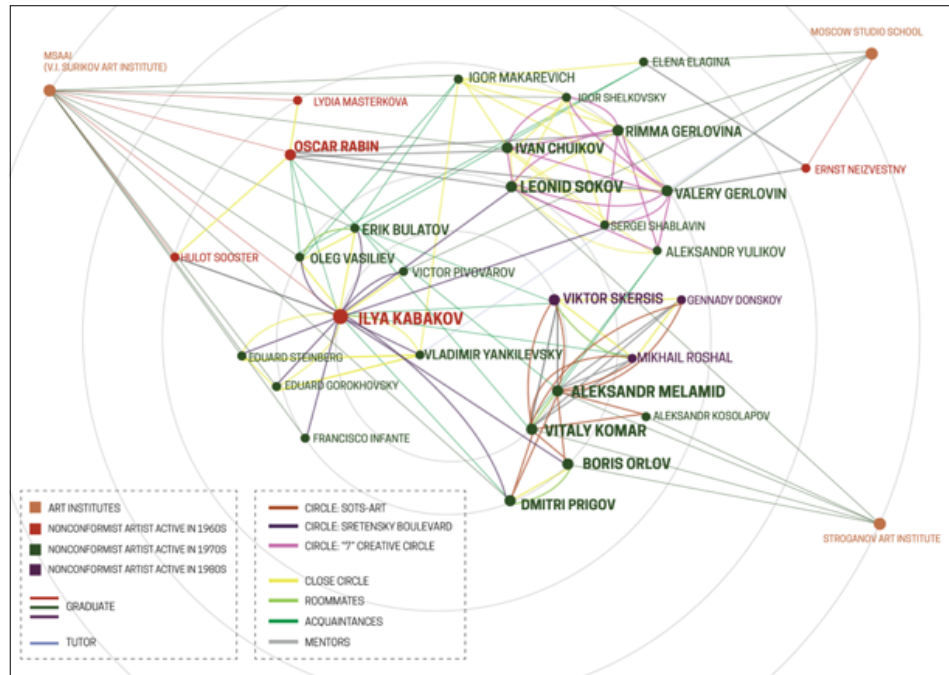 MOSCOW STUDIO SCHOOL
MSAAI
(V.I. SURIKOV ART INSTITUTE)
ELENA ELAGINA
IGOR MAKAREVICH
IGOR SHELKOVSKY
LYDIA MASTERKOVA
RIMMA GERLOVINA
OSCAR RABIN
IVAN CHUIKOV
ERNST NEIZVESTNY
LEONID SOKOV
VALERY GERLOVIN
SERGEI SHABLAVIN
ERIK BULATOV
ALEKSANDR YULIKOV
HULOT SOOSTER
OLEG VASILIEV
VICTOR PIVOVAROV
VIKTOR SKERSIS
GENNADY DONSKOY
ILYA KABAKOV
EDUARD STEINBERG
VLADIMIR YANKILEVSKY
MIKHAIL ROSHAL
EDUARD GOROKHOVSKY
ALEKSANDR MELAMID
ALEKSANDR KOSOLAPOV
FRANCISCO INFANTE
VITALY KOMAR
BORIS ORLOV
DMITRI PRIGOV
STROGANOV ART INSTITUTE
ART INSTITUTES
NONCONFORMIST ARTIST ACTIVE IN 1960S
NONCONFORMIST ARTIST ACTIVE IN 1970S
NONCONFORMIST ARTIST ACTIVE IN 1980S
GRADUATE
TUTOR
CIRCLE: SOTS-ART
CIRCLE: SRETENSKY BOULEVARD
CIRCLE: "7" CREATIVE CIRCLE
CLOSE CIRCLE
ROOMMATES
ACQUAINTANCES
MENTORS